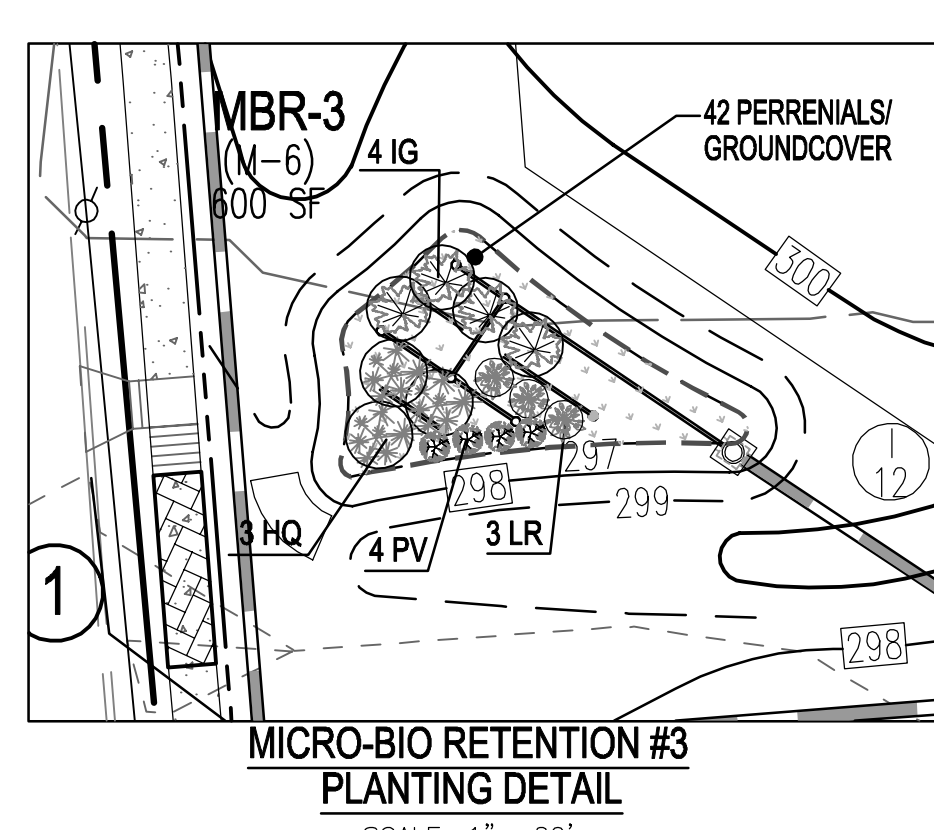 MBR-3
(M-6)
600 SF
4 IG
42 PERRENIALS/
GROUNDCOVER
300
297
298
299
12
3 HQ
4 PV
3 LR
1
298
MICRO-BIO RETENTION #3
PLANTING DETAIL